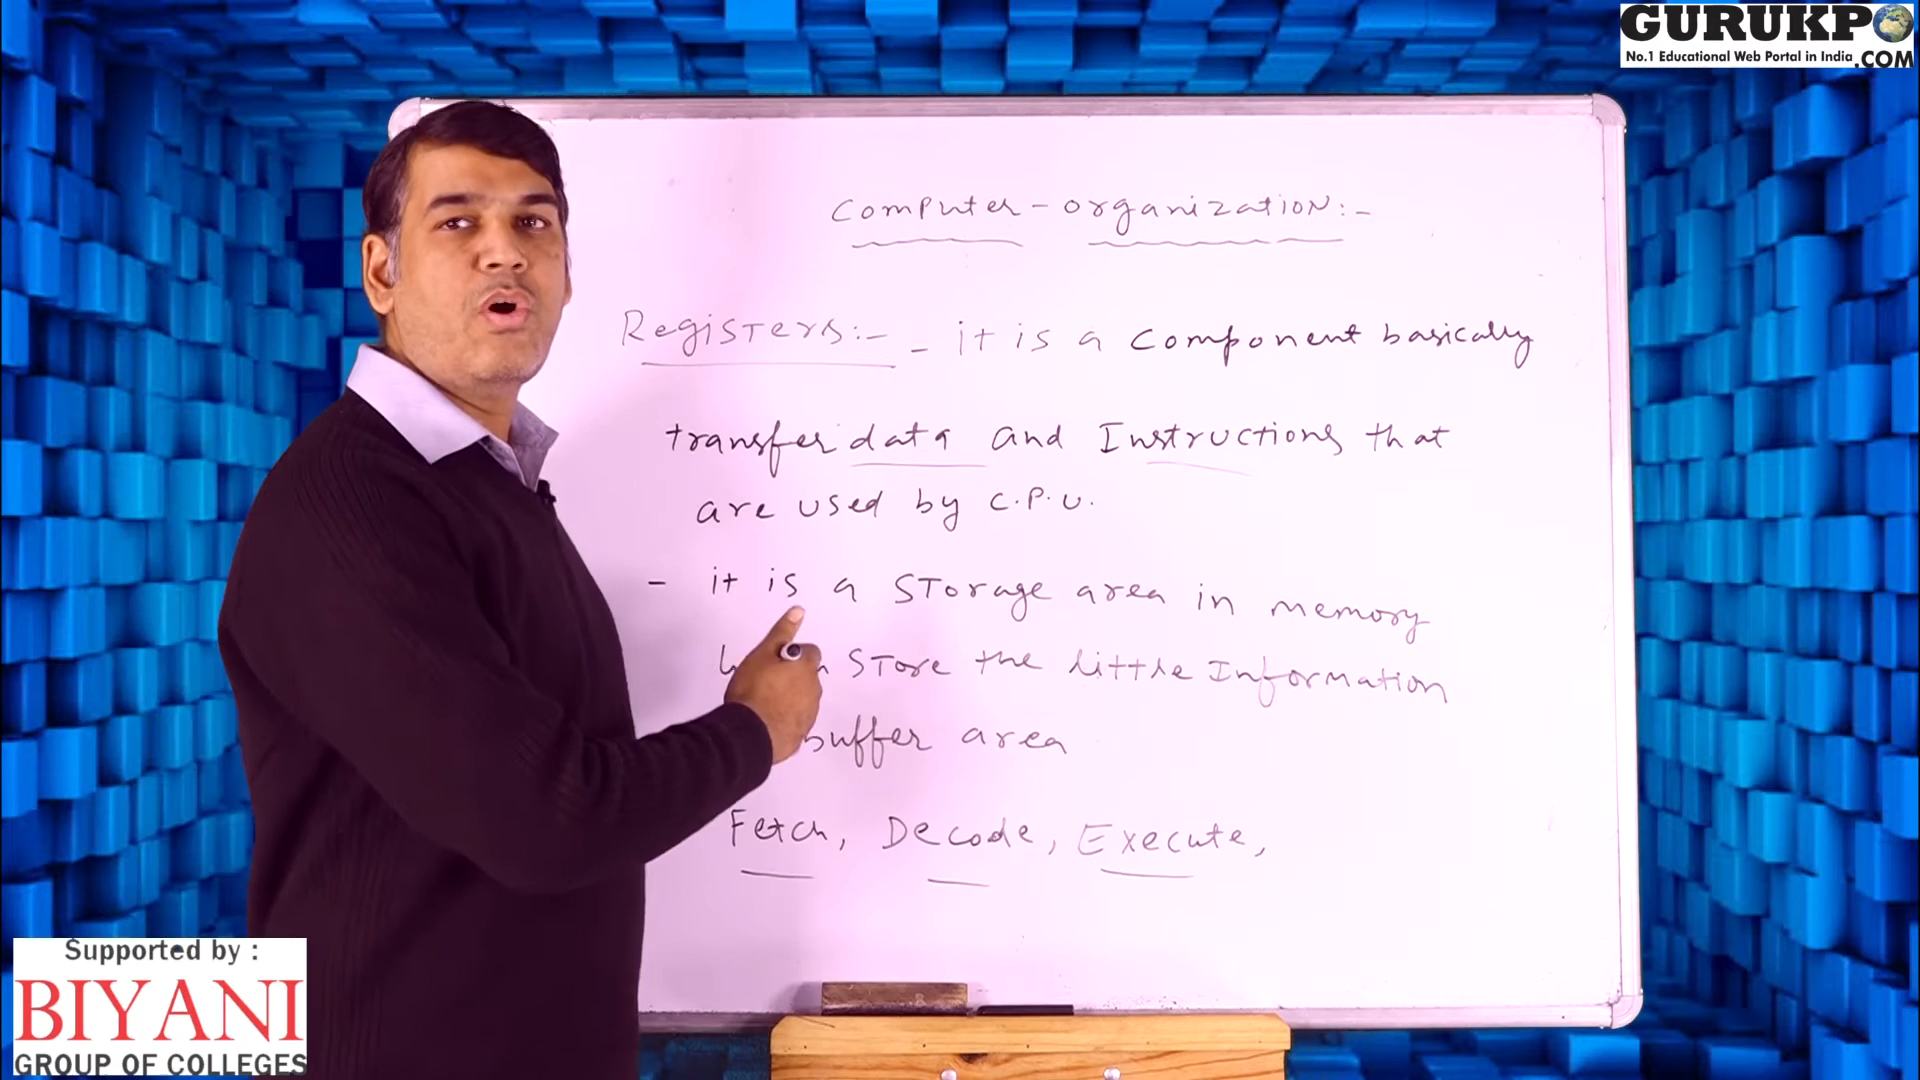 GURUKPO
No.1 Educational Web Portal in India .COM
Computer - organization :-
Registers :- - it is a component basically
transfer data and Instructions that
are used by C.P.U.
- it is a storage area in memory
store the little Information
buffer area
Fetch, Decode, Execute,
Supported by :
BIYANI
GROUP OF COLLEGES